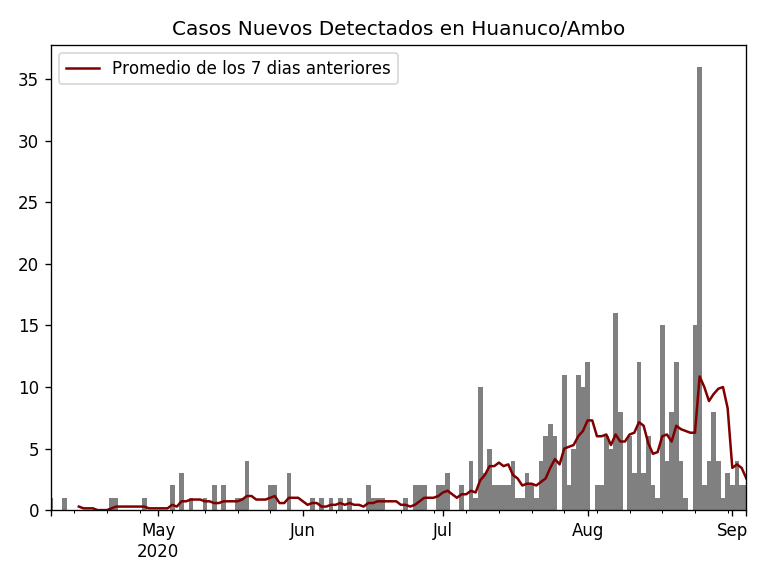 Casos Nuevos Detectados en Huanuco/Ambo
Promedio de los 7 dias anteriores
35
30
25
20
15
10
5
0
May
2020
Jun
Jul
Aug
Sep